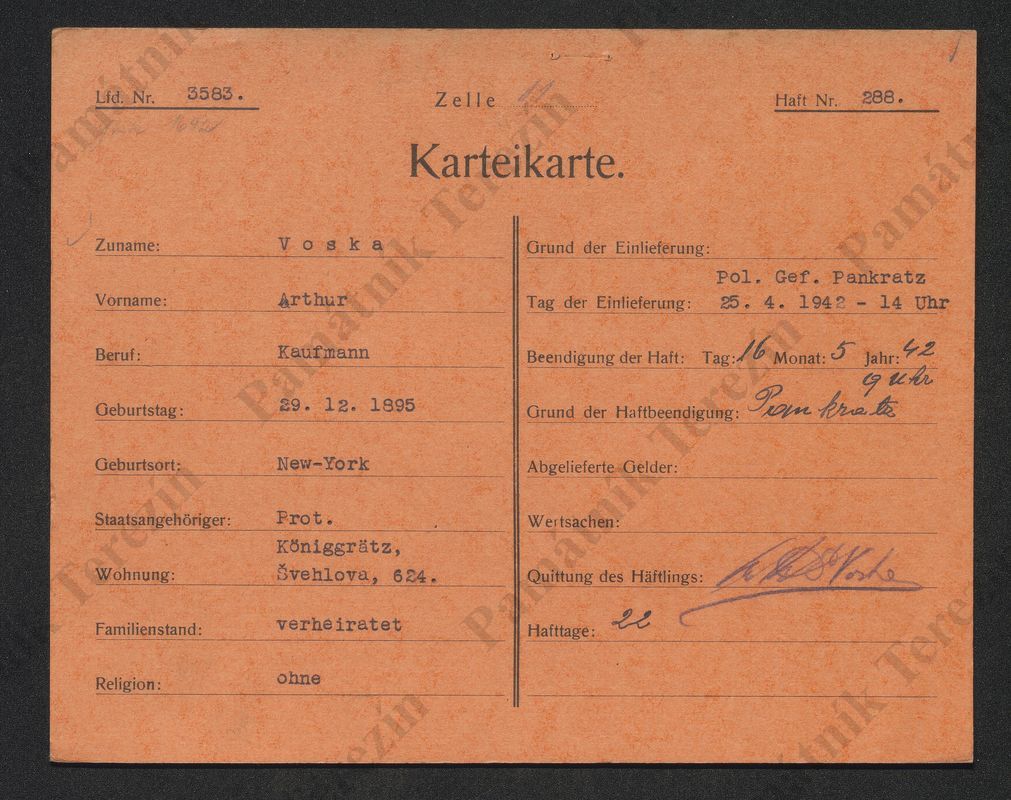 Lfd. Nr. 3583.
Zelle
Haft Nr. 288.
Karteikarte.
Zuname: Voska
Vorname: Arthur
Beruf: Kaufmann
Geburtstag: 29. 12. 1895
Geburtsort: New-York
Staatsangehöriger: Prot.
Königgrätz,
Wohnung: Švehlova, 624.
Familienstand: verheiratet
Religion: ohne
Grund der Einlieferung:
Pol. Gef. Pankratz
Tag der Einlieferung: 25. 4. 1942 - 14 Uhr
Beendigung der Haft: Tag: 16 Monat: 5 Jahr: 42
9 Uhr
Grund der Haftbeendigung: Pankratz
Abgelieferte Gelder:
Wertsachen:
Quittung des Häftlings: Voska
Hafttage: 22
Památník Terezín